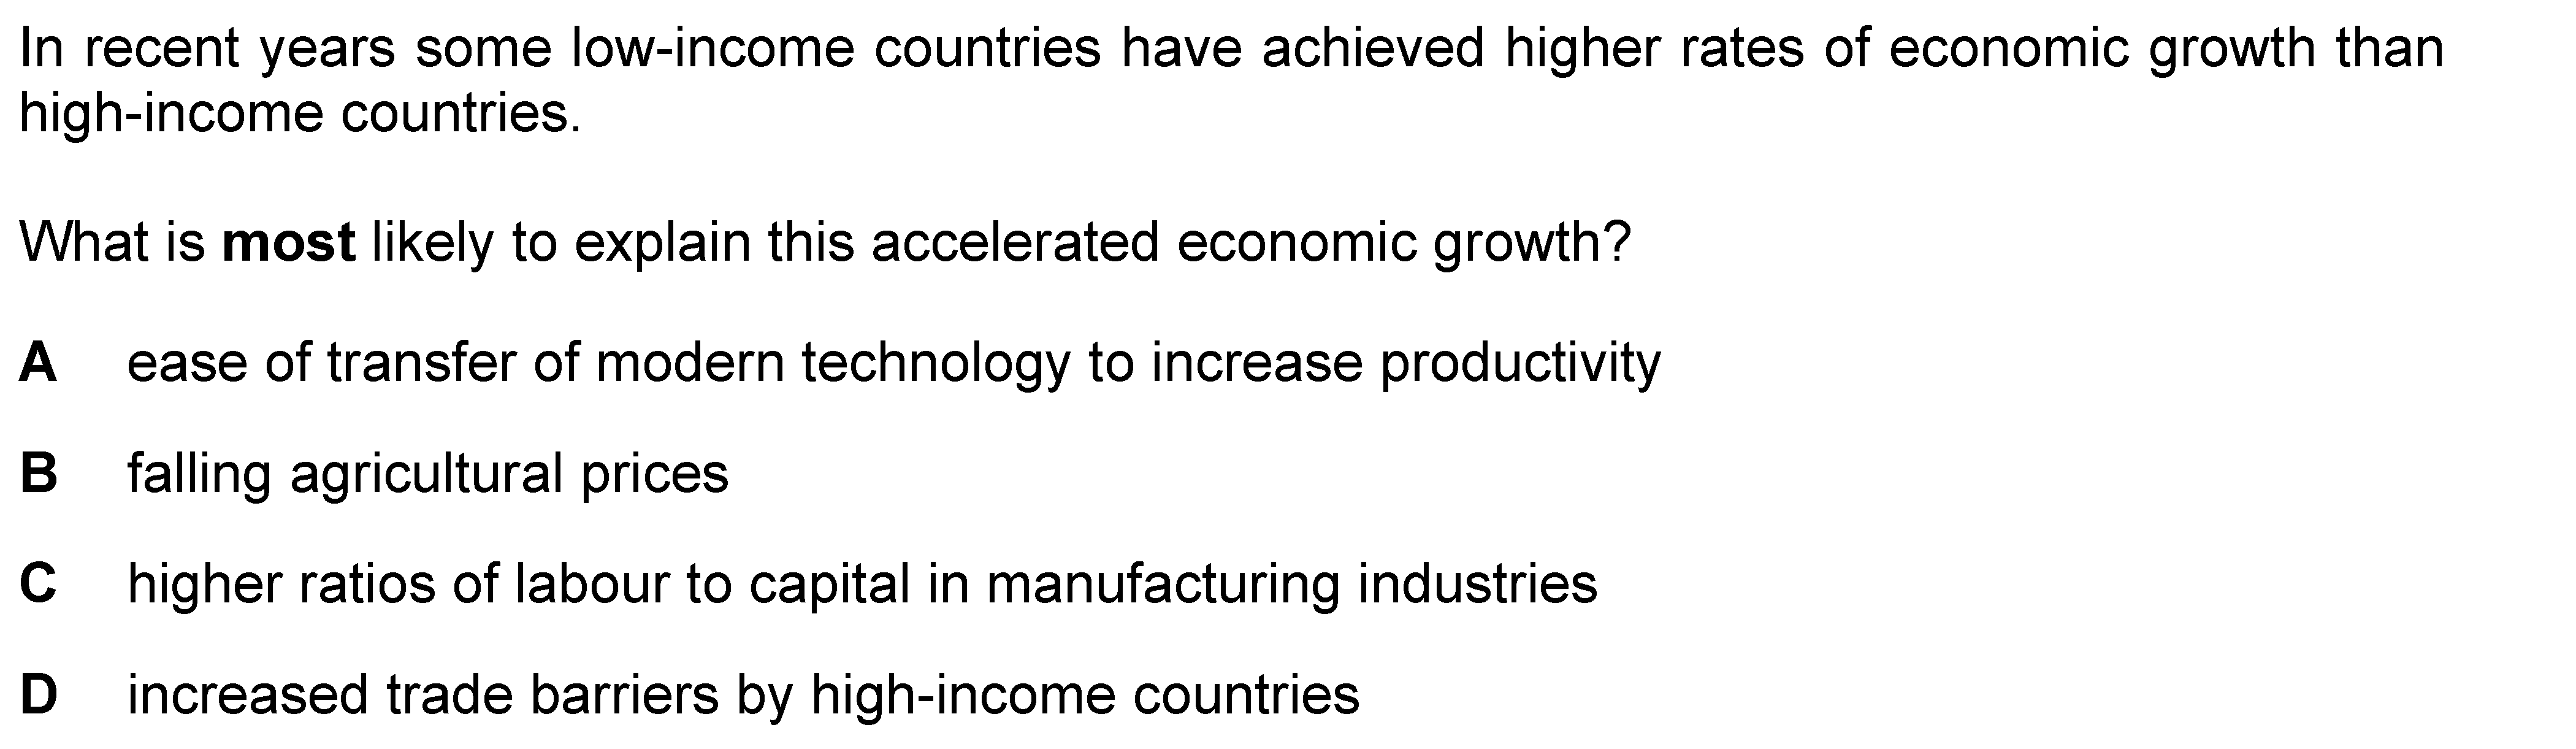 In recent years some low-income countries have achieved higher rates of economic growth than
high-income countries.
What is most likely to explain this accelerated economic growth?
A ease of transfer of modern technology to increase productivity
B falling agricultural prices
C higher ratios of labour to capital in manufacturing industries
D increased trade barriers by high-income countries